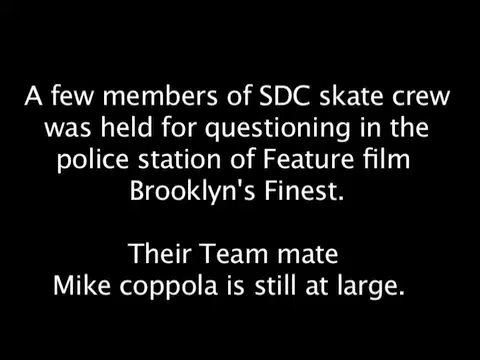 A few members of SDC skate crew
was held for questioning in the
police station of Feature film
Brooklyn's Finest.
Their Team mate
Mike coppola is still at large.